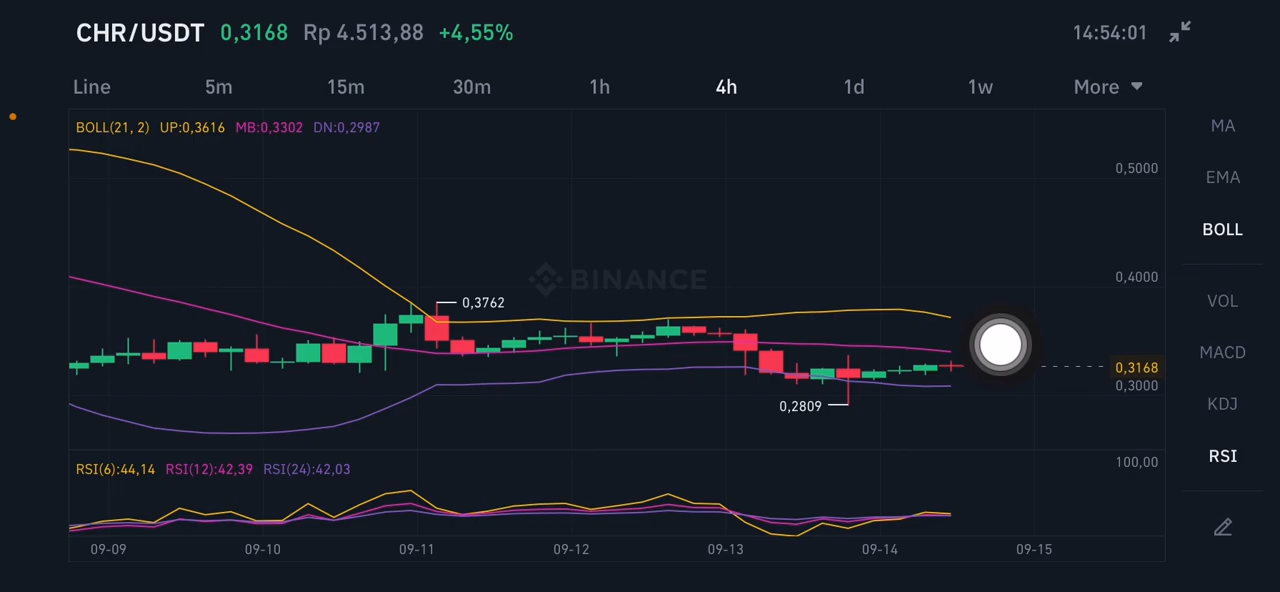 CHR/USDT 0,3168 Rp 4.513,88 +4,55% 14:54:01
Line 5m 15m 30m 1h 4h 1d 1w More
BOLL(21, 2) UP:0,3616 MB:0,3302 DN:0,2987
MA
0,5000
EMA
BOLL
0,4000
BINANCE
0,3762
VOL
MACD
0,3168
0,3000
KDJ
0,2809
RSI(6):44,14 RSI(12):42,39 RSI(24):42,03
100,00
RSI
09-09 09-10 09-11 09-12 09-13 09-14 09-15